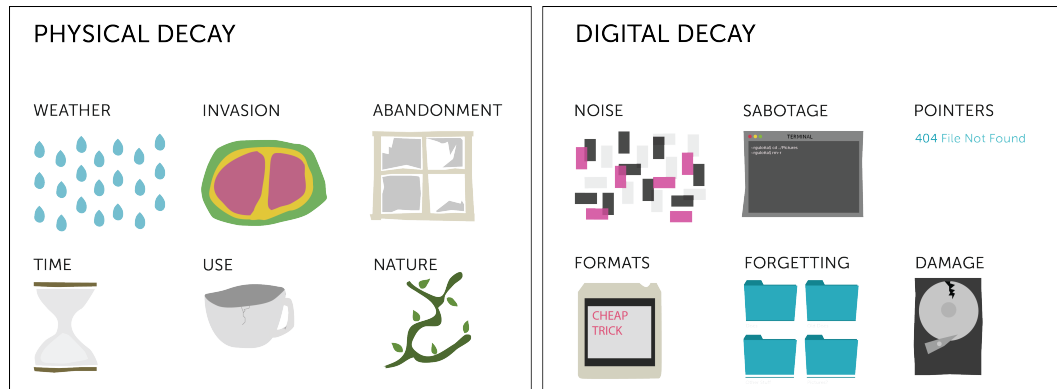 PHYSICAL DECAY
WEATHER
INVASION
ABANDONMENT
TIME
USE
NATURE
DIGITAL DECAY
NOISE
SABOTAGE
POINTERS
TERMINAL
404 File Not Found
FORMATS
FORGETTING
DAMAGE
CHEAP
TRICK